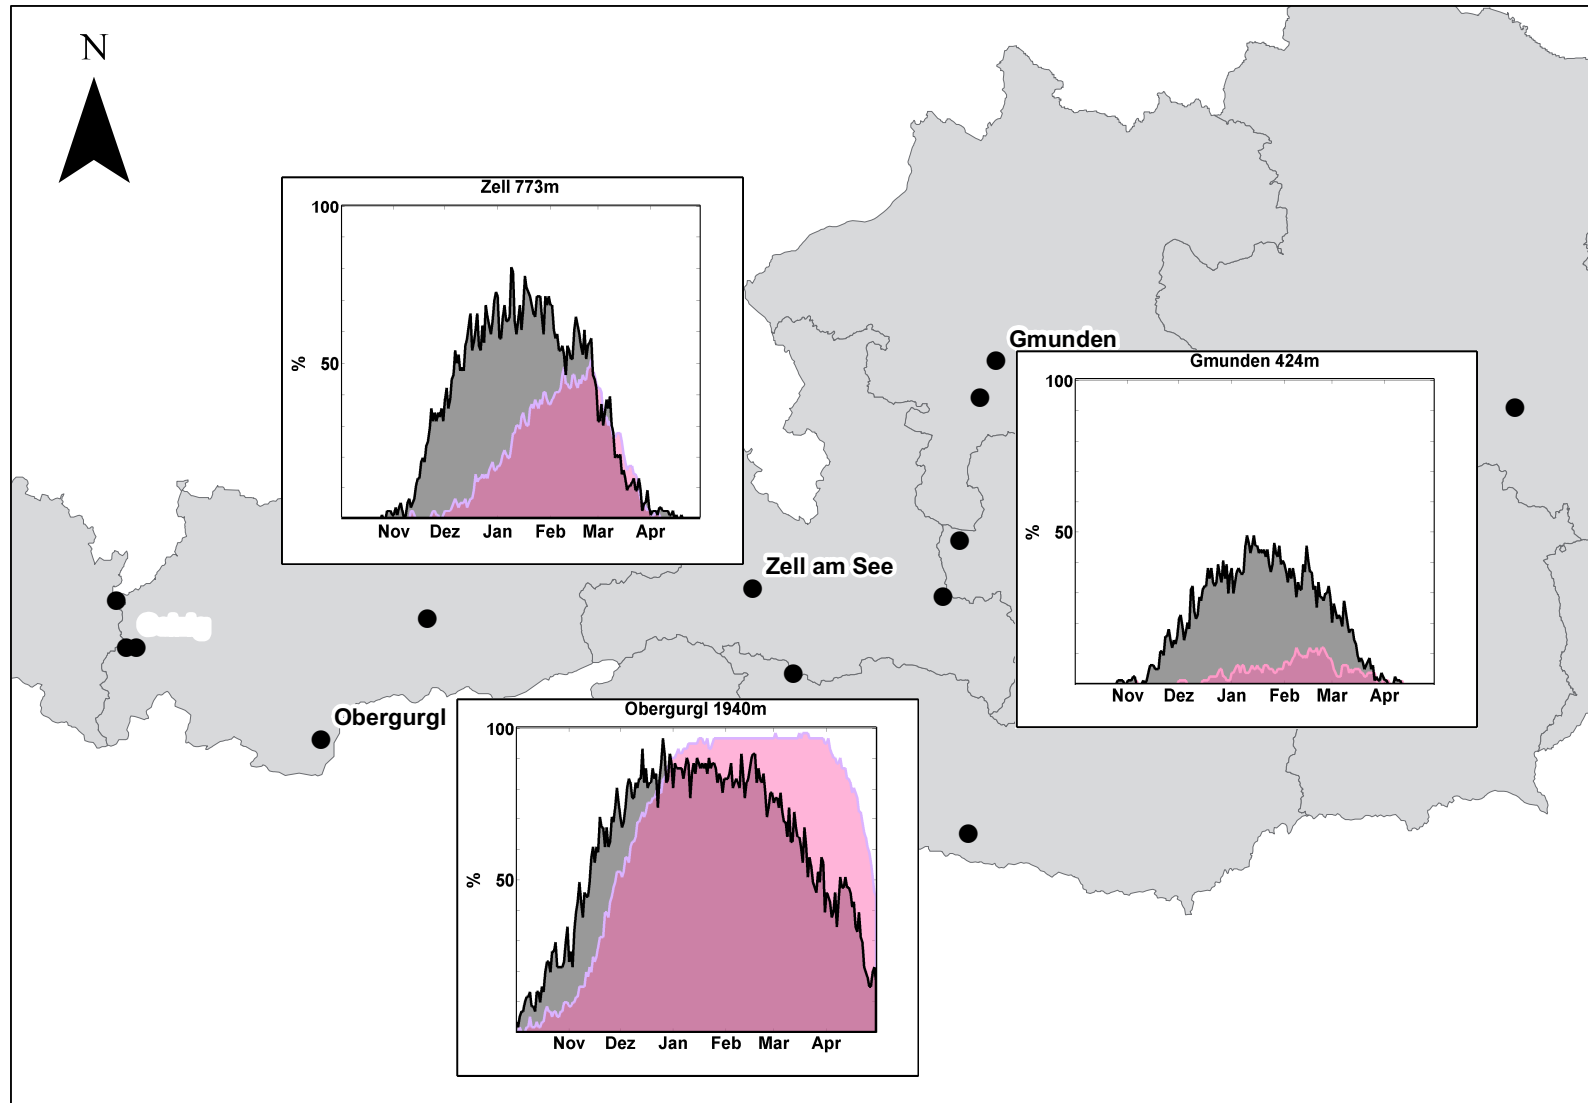 N
Zell 773m
100
50
%
Nov Dez Jan Feb Mar Apr
Gmunden
Gmunden 424m
100
50
%
Nov Dez Jan Feb Mar Apr
Zell am See
Obergurgl
Obergurgl 1940m
100
50
%
Nov Dez Jan Feb Mar Apr